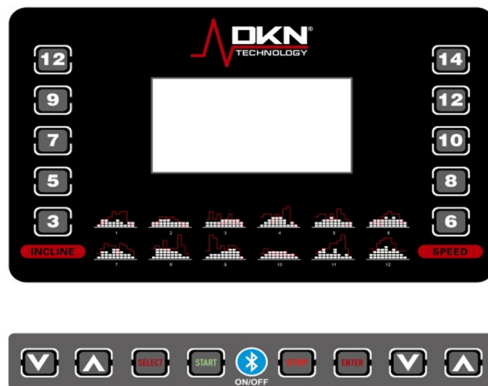 DKN®
TECHNOLOGY
12
9
7
5
3
INCLINE
14
12
10
8
6
SPEED
1 2 3 4 5 6
7 8 9 10 11 12
SELECT START STOP ENTER
ON/OFF